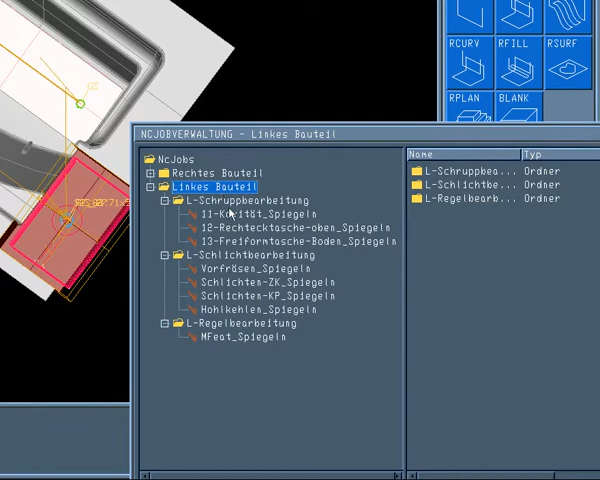 RCURV RFILL RSURF
RPLAN BLANK
NCJOBVERWALTUNG - Linkes Bauteil
NcJobs
Rechtes Bauteil
Linkes Bauteil
L-Schruppbearbeitung
11-Kavität_Spiegeln
12-Rechtecktasche-oben_Spiegeln
13-Freiformtasche-Boden_Spiegeln
L-Schlichtbearbeitung
Vorfräsen_Spiegeln
Schlichten-ZK_Spiegeln
Schlichten-KP_Spiegeln
Hohlkehlen_Spiegeln
L-Regelbearbeitung
MFeat_Spiegeln
Name Typ
L-Schruppbea... Ordner
L-Schlichtbe... Ordner
L-Regelbearb... Ordner